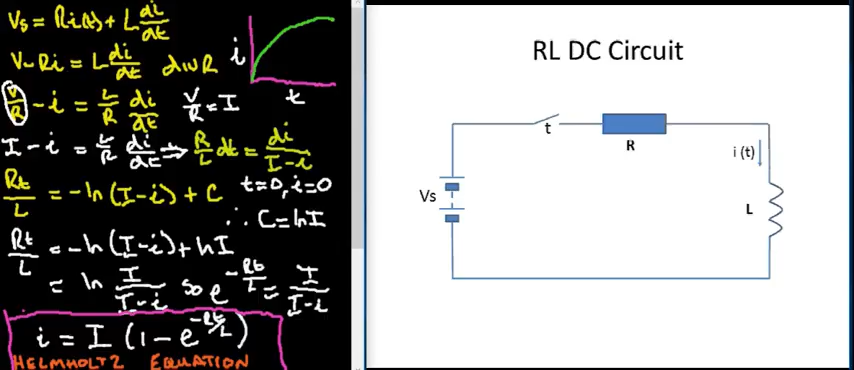 Vs = Ri(t) + L di/dt
V - Ri = L di/dt div R
V/R - i = L/R di/dt V/R = I
I - i = L/R di/dt ⇒ R/L dt = di/I-i
Rt/L = -ln (I-i) + C t=0, i=0
∴ C = ln I
Rt/L = -ln (I-i) + ln I
= ln I/I-i so e^-Rt/L = I/I-i
i = I (1 - e^-Rt/L)
HELMHOLTZ EQUATION
i
t
RL DC Circuit
t
R
i (t)
Vs
L